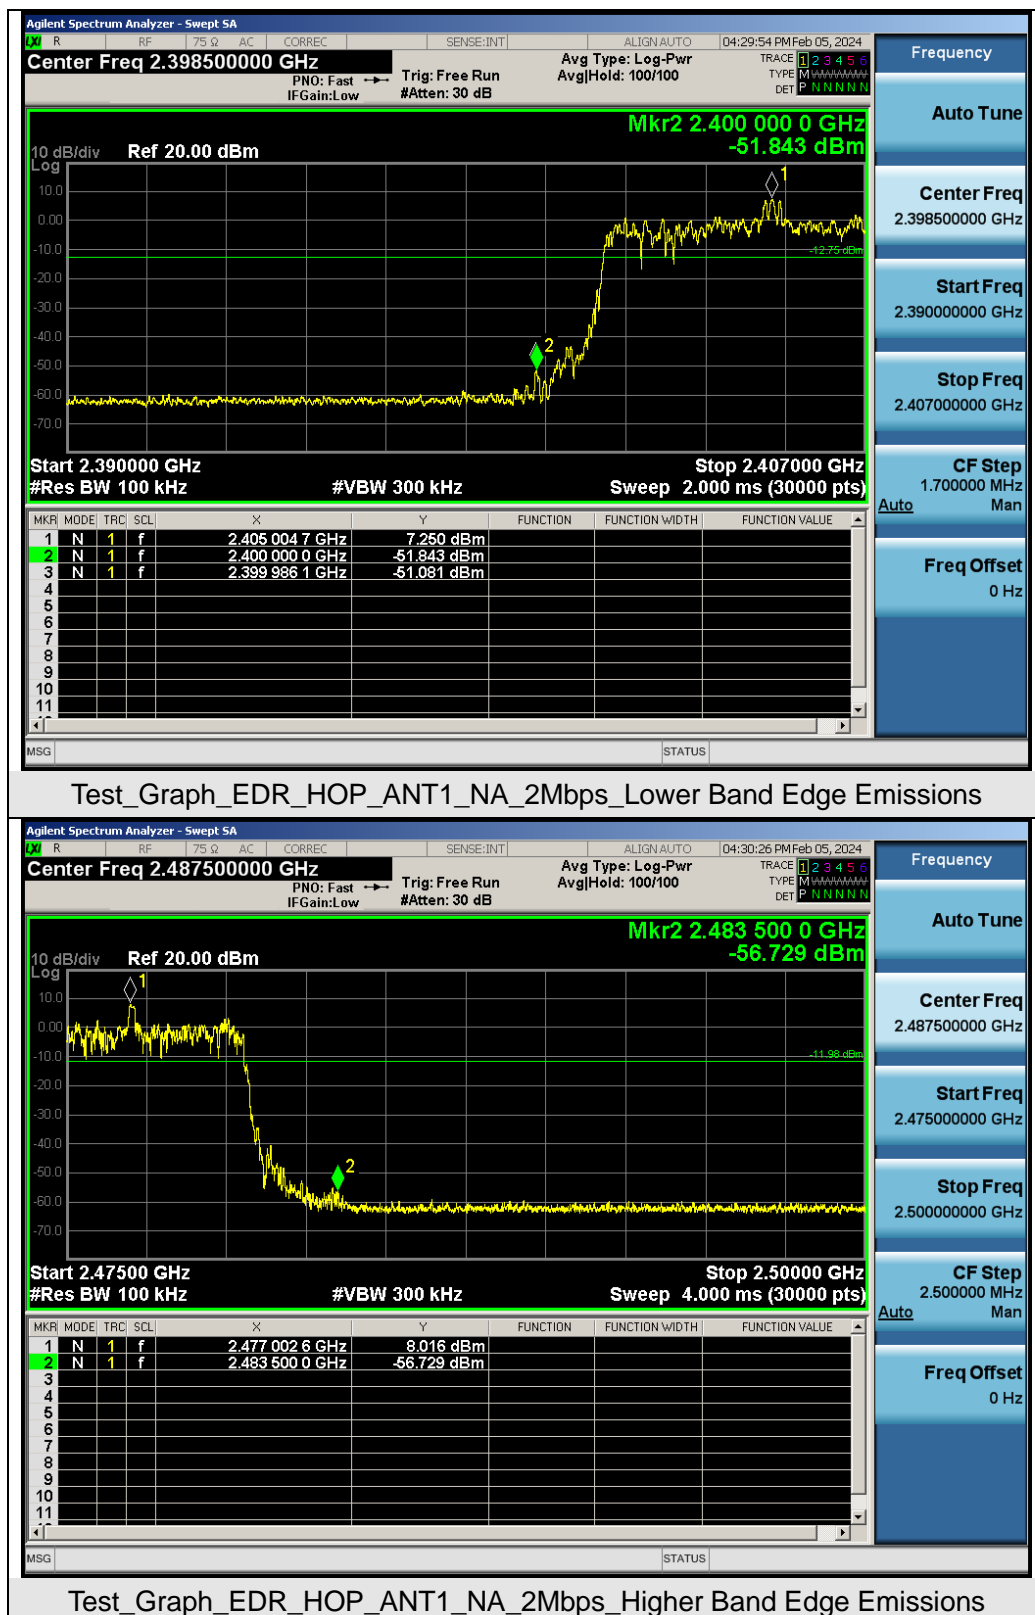 Agilent Spectrum Analyzer - Swept SA
LXI R RF 75 Ω AC CORREC SENSE:INT ALIGN AUTO 04:29:54 PM Feb 05, 2024
Center Freq 2.398500000 GHz
PNO: Fast
IFGain:Low
Trig: Free Run
#Atten: 30 dB
Avg Type: Log-Pwr
Avg|Hold: 100/100
TRACE 1 2 3 4 5 6
TYPE M
DET P N N N N N
Mkr2 2.400 000 0 GHz
-51.843 dBm
10 dB/div Ref 20.00 dBm
Log
10.0
0.00
-10.0
-20.0
-30.0
-40.0
-50.0
-60.0
-70.0
1
-12.75 dBm
2
Start 2.390000 GHz Stop 2.407000 GHz
#Res BW 100 kHz #VBW 300 kHz Sweep 2.000 ms (30000 pts)
MKR MODE TRC SCL X Y FUNCTION FUNCTION WIDTH FUNCTION VALUE
1 N 1 f 2.405 004 7 GHz 7.250 dBm
2 N 1 f 2.400 000 0 GHz -51.843 dBm
3 N 1 f 2.399 986 1 GHz -51.081 dBm
4
5
6
7
8
9
10
11
MSG STATUS
Frequency
Auto Tune
Center Freq
2.398500000 GHz
Start Freq
2.390000000 GHz
Stop Freq
2.407000000 GHz
CF Step
1.700000 MHz
Auto Man
Freq Offset
0 Hz
Test_Graph_EDR_HOP_ANT1_NA_2Mbps_Lower Band Edge Emissions
Agilent Spectrum Analyzer - Swept SA
LXI R RF 75 Ω AC CORREC SENSE:INT ALIGN AUTO 04:30:26 PM Feb 05, 2024
Center Freq 2.487500000 GHz
PNO: Fast
IFGain:Low
Trig: Free Run
#Atten: 30 dB
Avg Type: Log-Pwr
Avg|Hold: 100/100
TRACE 1 2 3 4 5 6
TYPE M
DET P N N N N N
Mkr2 2.483 500 0 GHz
-56.729 dBm
10 dB/div Ref 20.00 dBm
Log
10.0
0.00
-10.0
-20.0
-30.0
-40.0
-50.0
-60.0
-70.0
1
-11.98 dBm
2
Start 2.47500 GHz Stop 2.50000 GHz
#Res BW 100 kHz #VBW 300 kHz Sweep 4.000 ms (30000 pts)
MKR MODE TRC SCL X Y FUNCTION FUNCTION WIDTH FUNCTION VALUE
1 N 1 f 2.477 002 6 GHz 8.016 dBm
2 N 1 f 2.483 500 0 GHz -56.729 dBm
3
4
5
6
7
8
9
10
11
MSG STATUS
Frequency
Auto Tune
Center Freq
2.487500000 GHz
Start Freq
2.475000000 GHz
Stop Freq
2.500000000 GHz
CF Step
2.500000 MHz
Auto Man
Freq Offset
0 Hz
Test_Graph_EDR_HOP_ANT1_NA_2Mbps_Higher Band Edge Emissions